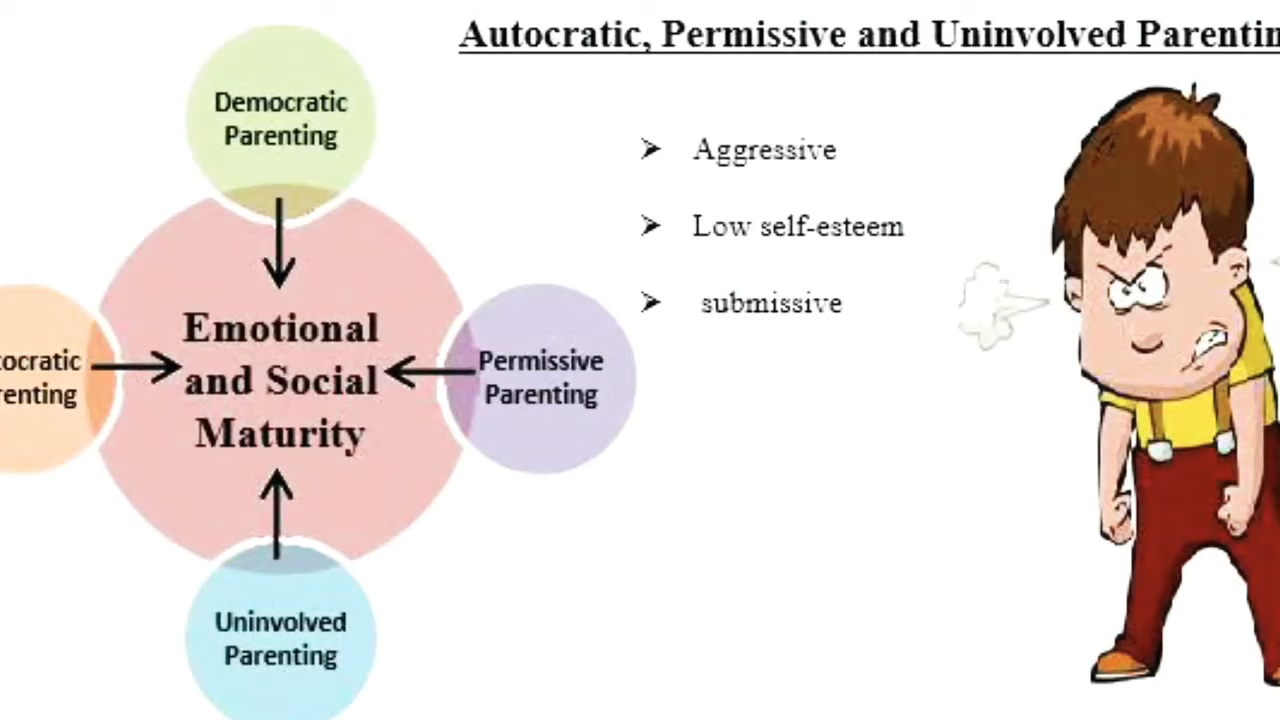 Autocratic, Permissive and Uninvolved Parentin
Democratic
Parenting
Aggressive
Low self-esteem
submissive
Emotional
and Social
Maturity
tocratic
renting
Permissive
Parenting
Uninvolved
Parenting